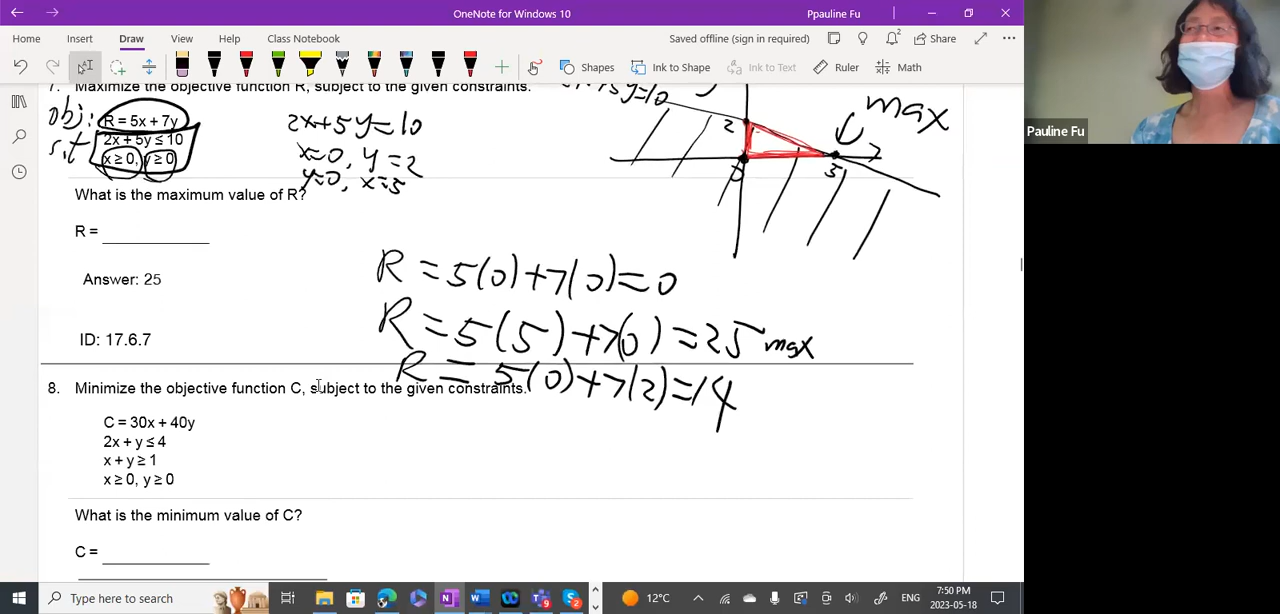 OneNote for Windows 10
Ppauline Fu
Home Insert Draw View Help Class Notebook
Saved offline (sign in required)
Share
Shapes
Ink to Shape
Ink to Text
Ruler
Math
Pauline Fu
7. Maximize the objective function R, subject to the given constraints.
obj: R = 5x + 7y
s.t 2x + 5y ≤ 10
x ≥ 0, y ≥ 0
2x+5y=10
x=0, y=2
y=0, x=5
5y=10
max
2
0
5
What is the maximum value of R?
R =
Answer: 25
ID: 17.6.7
R = 5(0)+7(0)=0
R = 5(5)+7(0)=25 max
R = 5(0)+7(2)=14
8. Minimize the objective function C, subject to the given constraints.
C = 30x + 40y
2x + y ≤ 4
x + y ≥ 1
x ≥ 0, y ≥ 0
What is the minimum value of C?
C =
Type here to search
12°C
ENG
7:50 PM
2023-05-18